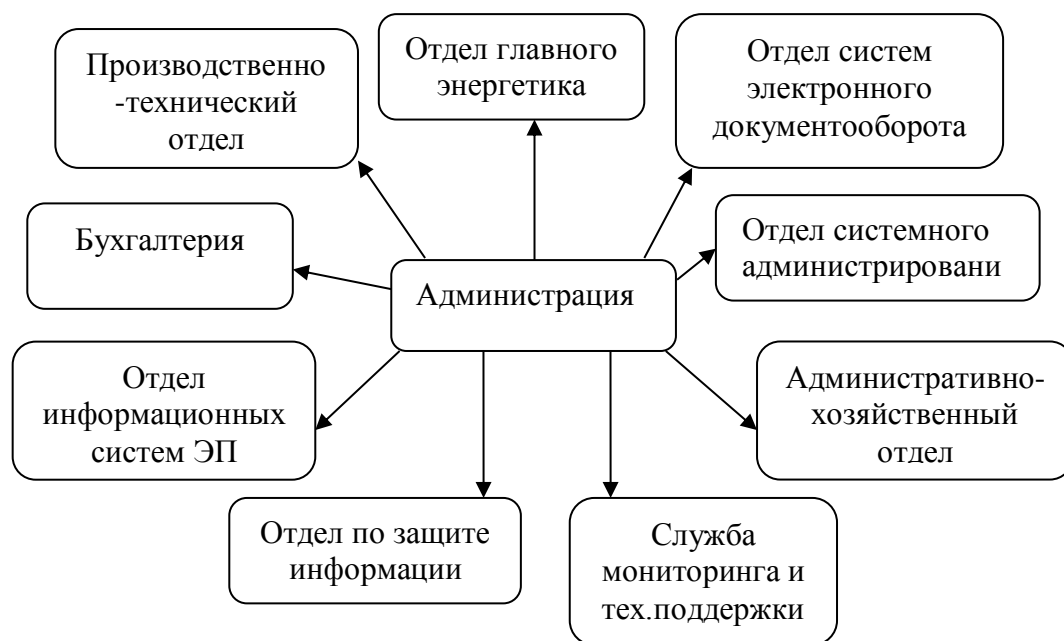 Производственно
-технический
отдел
Отдел главного
энергетика
Отдел систем
электронного
документооборота
Бухгалтерия
Отдел системного
администрировани
Администрация
Отдел
информационных
систем ЭП
Административно-
хозяйственный
отдел
Отдел по защите
информации
Служба
мониторинга и
тех.поддержки